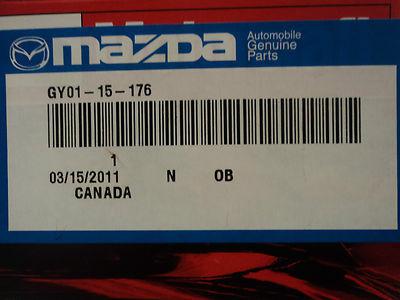 mazda
Automobile
Genuine
Parts
GY01-15-176
1
03/15/2011 N OB
CANADA